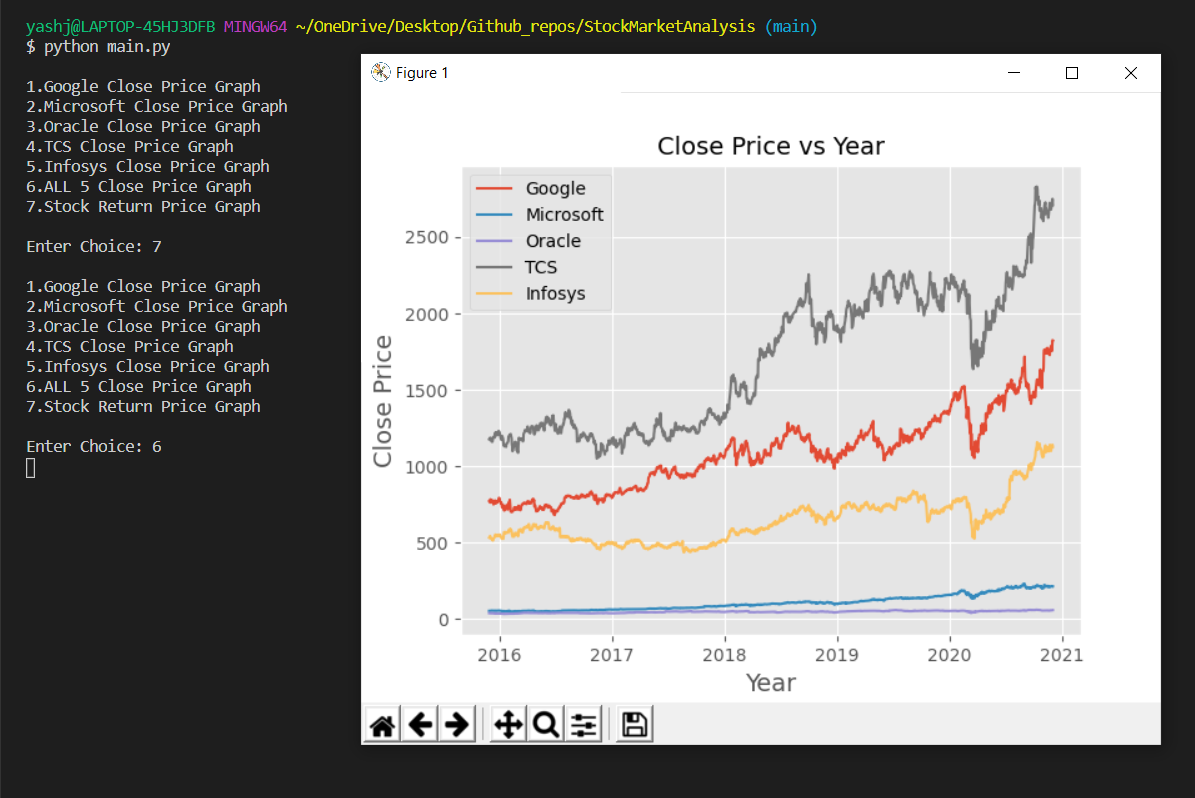 yashj@LAPTOP-45HJ3DFB MINGW64 ~/OneDrive/Desktop/Github_repos/StockMarketAnalysis (main)
$ python main.py
1.Google Close Price Graph
2.Microsoft Close Price Graph
3.Oracle Close Price Graph
4.TCS Close Price Graph
5.Infosys Close Price Graph
6.ALL 5 Close Price Graph
7.Stock Return Price Graph
Enter Choice: 7
1.Google Close Price Graph
2.Microsoft Close Price Graph
3.Oracle Close Price Graph
4.TCS Close Price Graph
5.Infosys Close Price Graph
6.ALL 5 Close Price Graph
7.Stock Return Price Graph
Enter Choice: 6
Figure 1
Close Price vs Year
Google
Microsoft
Oracle
TCS
Infosys
Close Price
2500
2000
1500
1000
500
0
2016 2017 2018 2019 2020 2021
Year